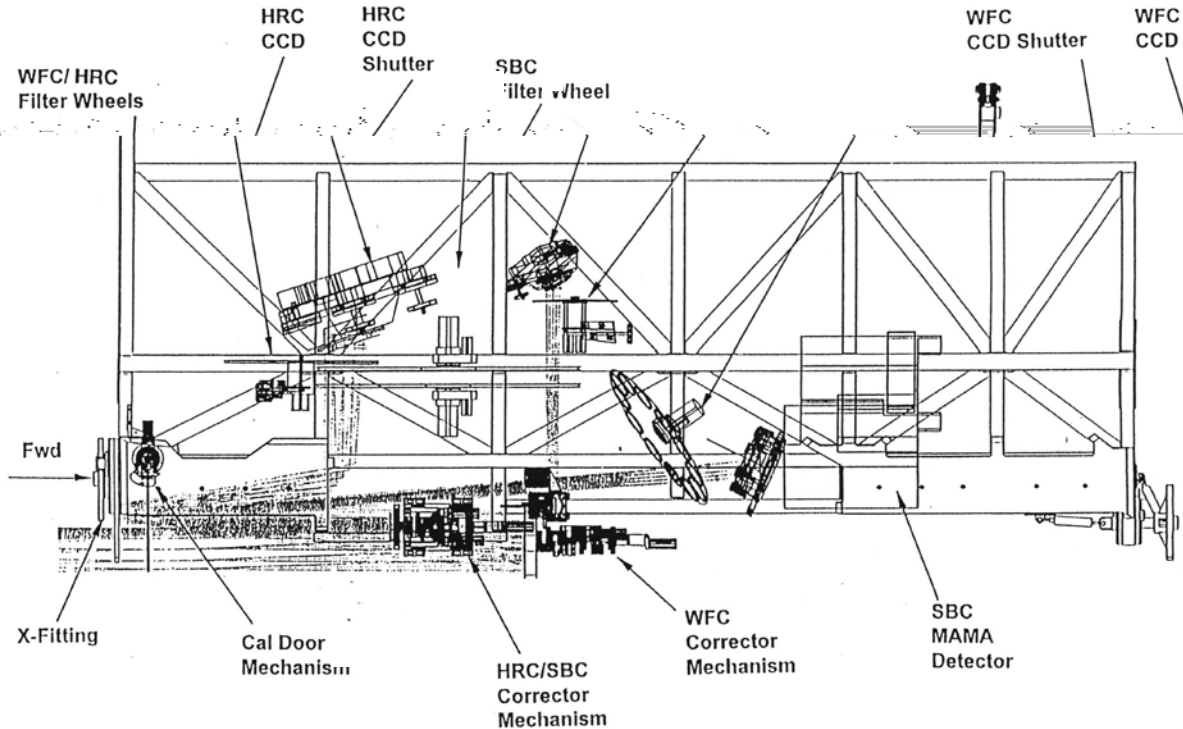 HRC
CCD
HRC
CCD
Shutter
WFC
CCD Shutter
WFC
CCD
WFC/ HRC
Filter Wheels
SBC
Filter Wheel
Fwd
X-Fitting
Cal Door
Mechanism
HRC/SBC
Corrector
Mechanism
WFC
Corrector
Mechanism
SBC
MAMA
Detector